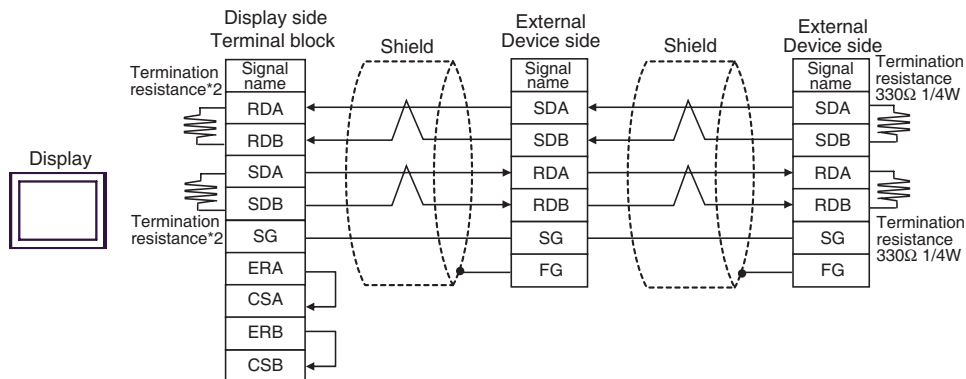 Display side
Terminal block
Shield
External
Device side
Shield
External
Device side
Termination
resistance*2
Signal
name
RDA
RDB
SDA
SDB
SG
ERA
CSA
ERB
CSB
Termination
resistance*2
Display
Signal
name
SDA
SDB
RDA
RDB
SG
FG
Signal
name
SDA
SDB
RDA
RDB
SG
FG
Termination
resistance
330Ω 1/4W
Termination
resistance
330Ω 1/4W